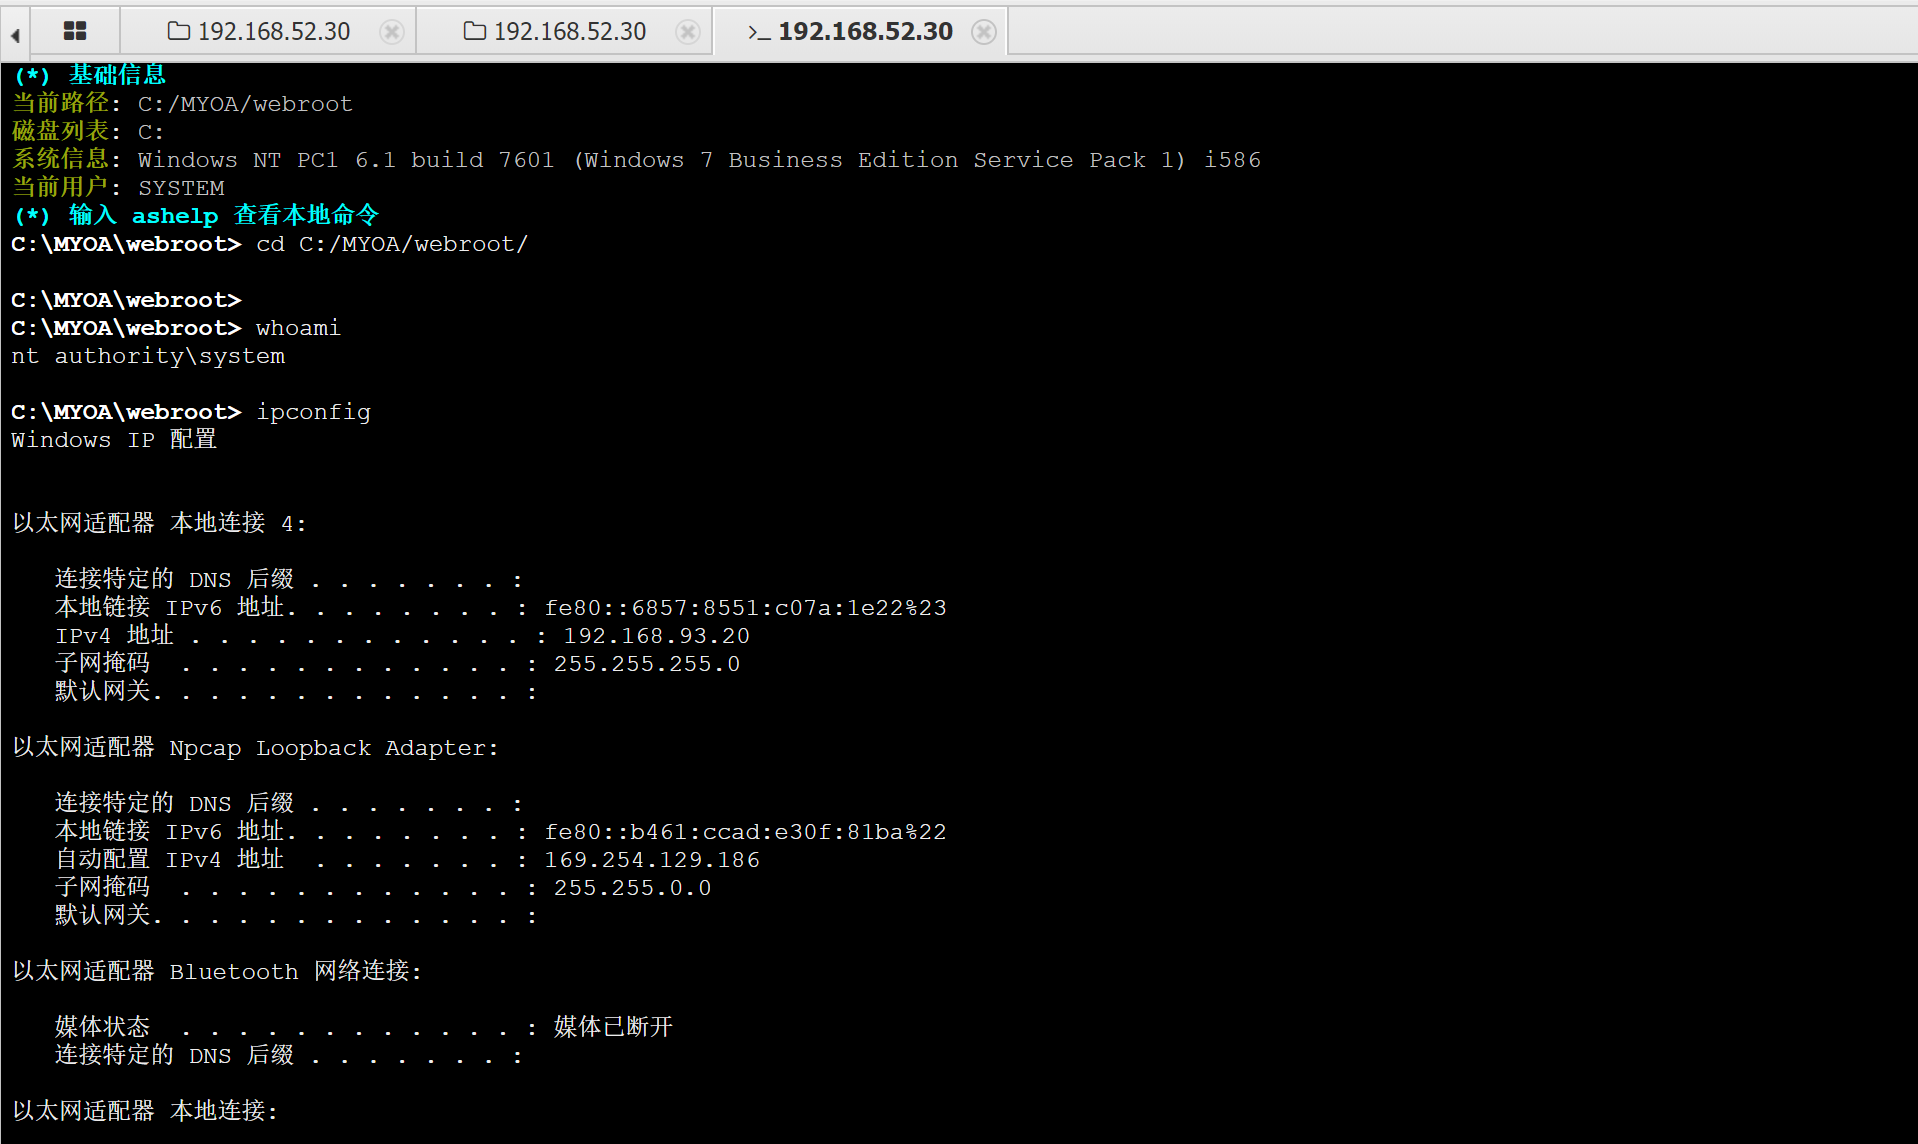 192.168.52.30 192.168.52.30 >_ 192.168.52.30
(*) 基础信息
当前路径: C:/MYOA/webroot
磁盘列表: C:
系统信息: Windows NT PC1 6.1 build 7601 (Windows 7 Business Edition Service Pack 1) i586
当前用户: SYSTEM
(*) 输入 ashelp 查看本地命令
C:\MYOA\webroot> cd C:/MYOA/webroot/
C:\MYOA\webroot>
C:\MYOA\webroot> whoami
nt authority\system
C:\MYOA\webroot> ipconfig
Windows IP 配置
以太网适配器 本地连接 4:
连接特定的 DNS 后缀 . . . . . . . :
本地链接 IPv6 地址. . . . . . . . : fe80::6857:8551:c07a:1e22%23
IPv4 地址 . . . . . . . . . . . . : 192.168.93.20
子网掩码  . . . . . . . . . . . . : 255.255.255.0
默认网关. . . . . . . . . . . . . :
以太网适配器 Npcap Loopback Adapter:
连接特定的 DNS 后缀 . . . . . . . :
本地链接 IPv6 地址. . . . . . . . : fe80::b461:ccad:e30f:81ba%22
自动配置 IPv4 地址  . . . . . . . : 169.254.129.186
子网掩码  . . . . . . . . . . . . : 255.255.0.0
默认网关. . . . . . . . . . . . . :
以太网适配器 Bluetooth 网络连接:
媒体状态  . . . . . . . . . . . . : 媒体已断开
连接特定的 DNS 后缀 . . . . . . . :
以太网适配器 本地连接: